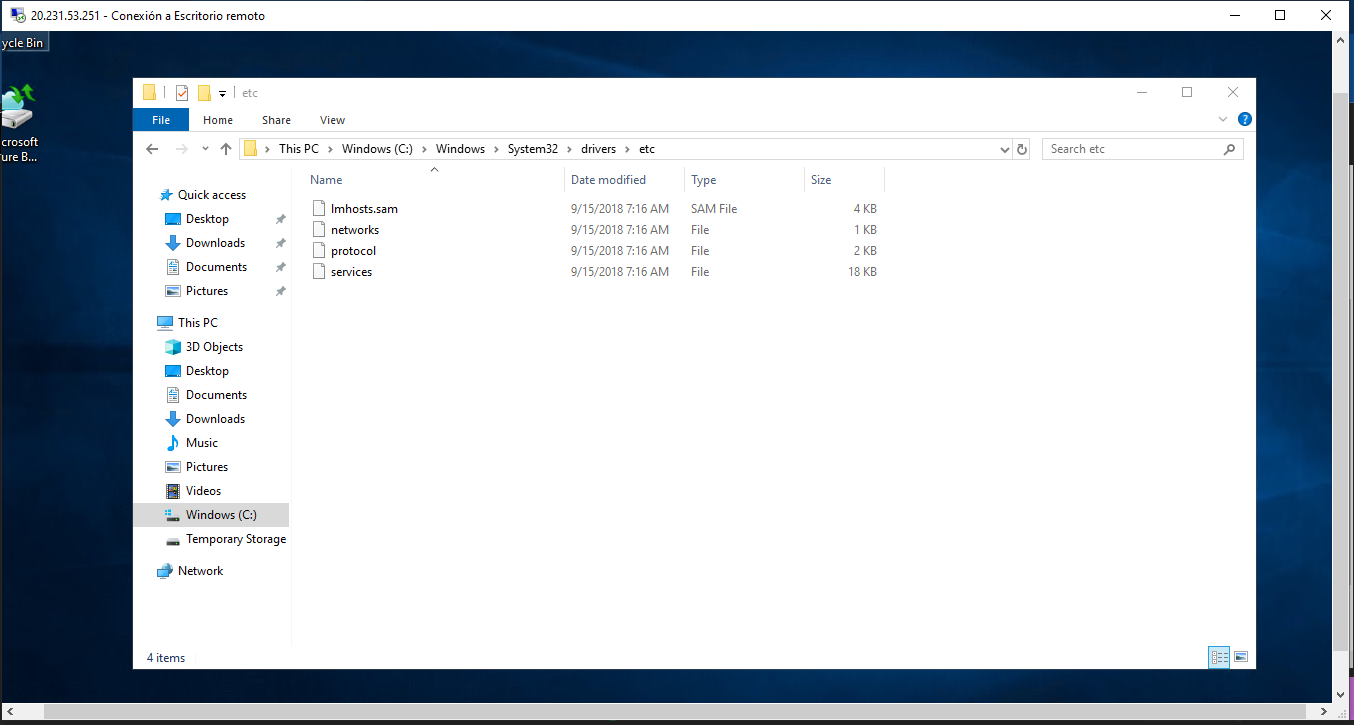 20.231.53.251 - Conexión a Escritorio remoto
ycle Bin
crosoft
ure B...
etc
File Home Share View
This PC Windows (C:) Windows System32 drivers etc
Search etc
Name Date modified Type Size
lmhosts.sam 9/15/2018 7:16 AM SAM File 4 KB
networks 9/15/2018 7:16 AM File 1 KB
protocol 9/15/2018 7:16 AM File 2 KB
services 9/15/2018 7:16 AM File 18 KB
Quick access
Desktop
Downloads
Documents
Pictures
This PC
3D Objects
Desktop
Documents
Downloads
Music
Pictures
Videos
Windows (C:)
Temporary Storage
Network
4 items